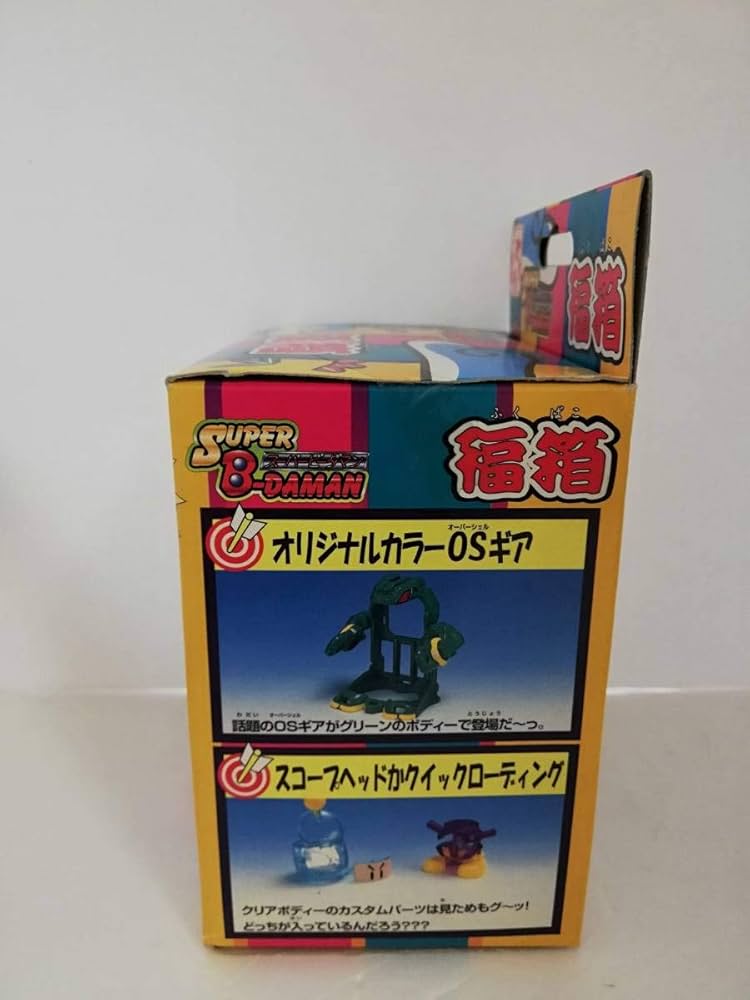 福箱
SUPER
スーパービーダマン
B-DAMAN
ふくばこ
福箱
オーバーシェル
オリジナルカラーOSギア
わだい オーバーシェル とうじょう
話題のOSギアがグリーンのボディーで登場だ〜っ。
スコープヘッドかクイックローディング
み
クリアボディーのカスタムパーツは見ためもグ〜ッ!
はい
どっちが入っているんだろう???